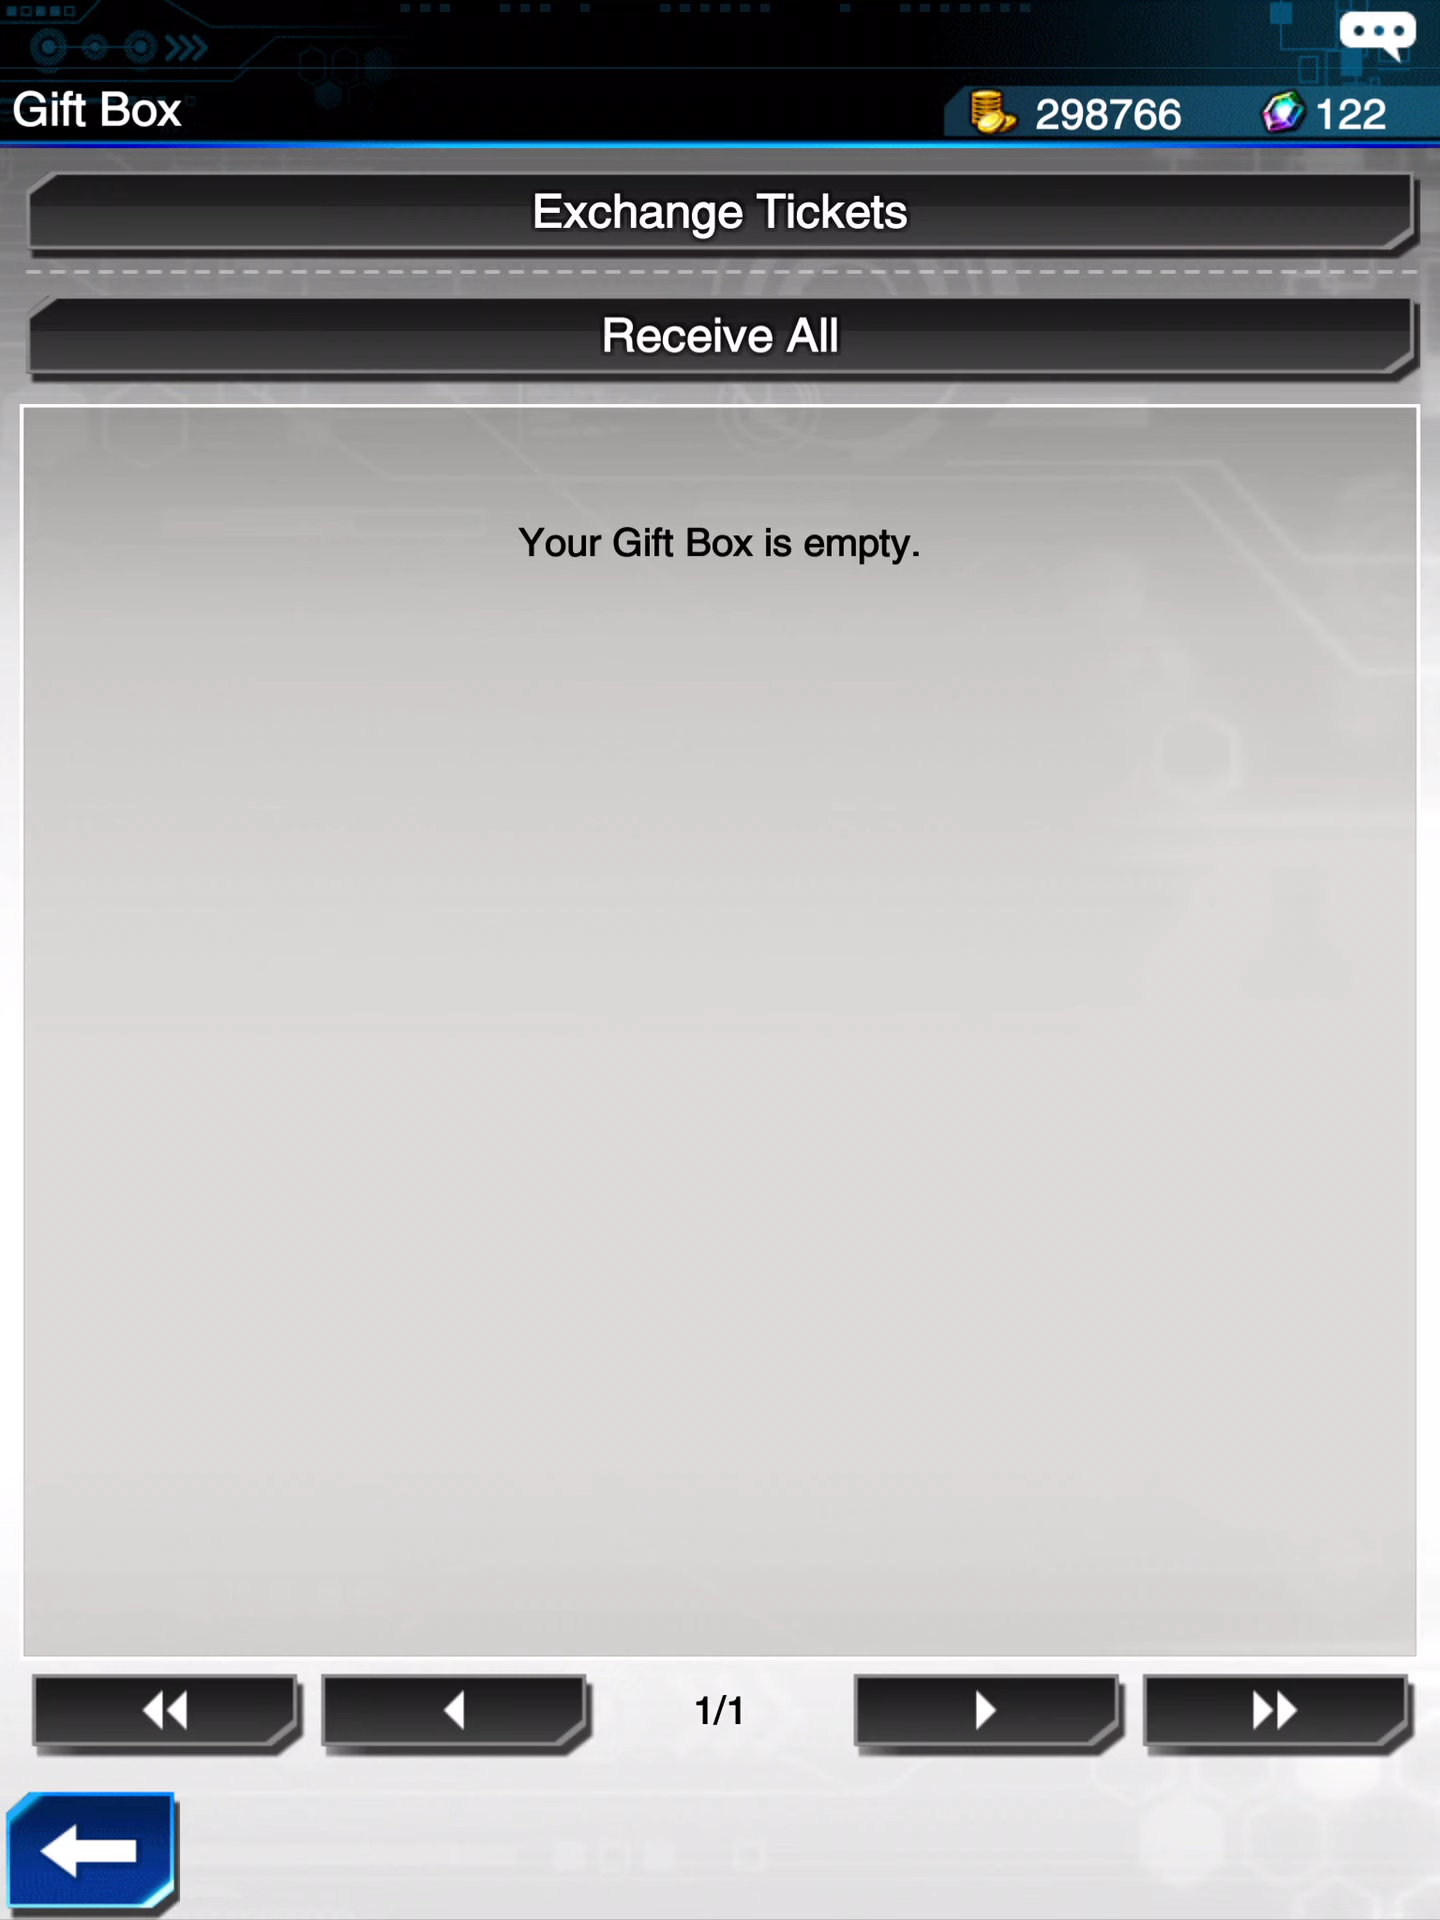 Gift Box
298766
122
Exchange Tickets
Receive All
Your Gift Box is empty.
1/1